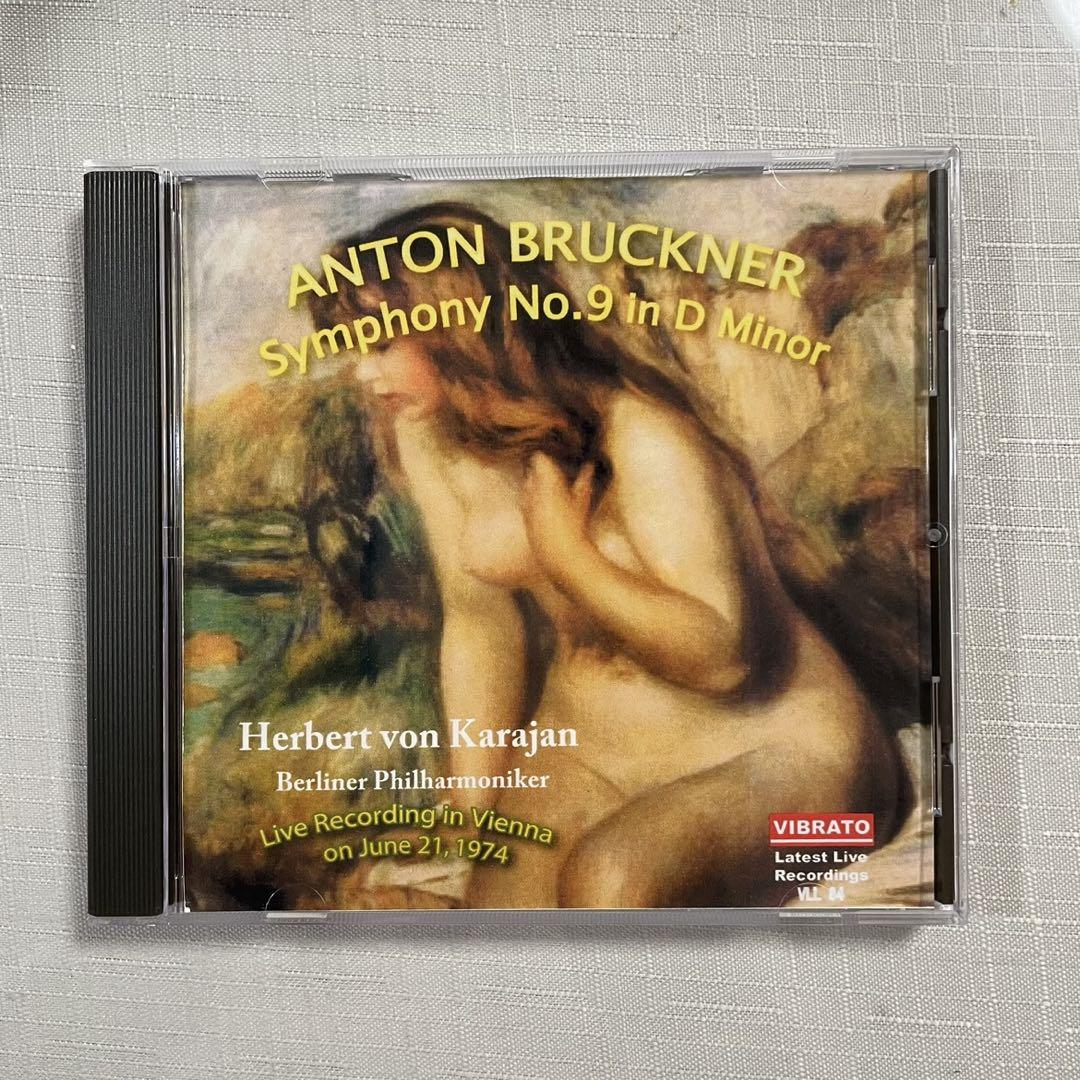 ANTON BRUCKNER
Symphony No.9 in D Minor
Herbert von Karajan
Berliner Philharmoniker
Live Recording in Vienna
on June 21, 1974
VIBRATO
Latest Live
Recordings
VLL 84